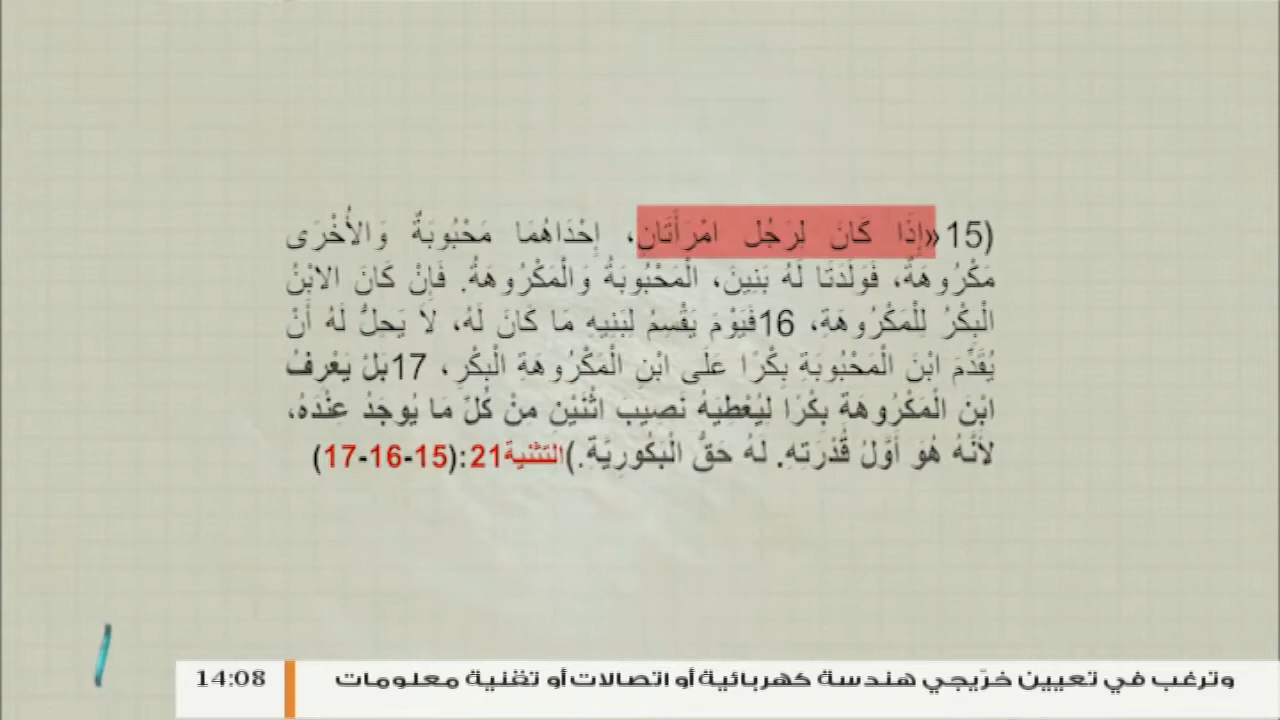 (15«إِذَا كَانَ لِرَجُل امْرَأَتَانِ، إِحْدَاهُمَا مَحْبُوبَةٌ وَالأُخْرَى
مَكْرُوهَةٌ، فَوَلَدَتَا لَهُ بَنِينَ، الْمَحْبُوبَةُ وَالْمَكْرُوهَةُ. فَإِنْ كَانَ الابْنُ
الْبِكْرُ لِلْمَكْرُوهَةِ، 16فَيَوْمَ يَقْسِمُ لِبَنِيهِ مَا كَانَ لَهُ، لاَ يَحِلُّ لَهُ أَنْ
يُقَدِّمَ ابْنَ الْمَحْبُوبَةِ بِكْرًا عَلَى ابْنِ الْمَكْرُوهَةِ الْبِكْرِ، 17بَلْ يَعْرِفُ
ابْنَ الْمَكْرُوهَةِ بِكْرًا لِيُعْطِيَهُ نَصِيبَ اثْنَيْنِ مِنْ كُلِّ مَا يُوجَدُ عِنْدَهُ،
لأَنَّهُ هُوَ أَوَّلُ قُدْرَتِهِ. لَهُ حَقُّ الْبَكُورِيَّةِ.)التثنية21:(15-16-17)
وترغب في تعيين خرّيجي هندسة كهربائية أو اتصالات أو تقنية معلومات
14:08